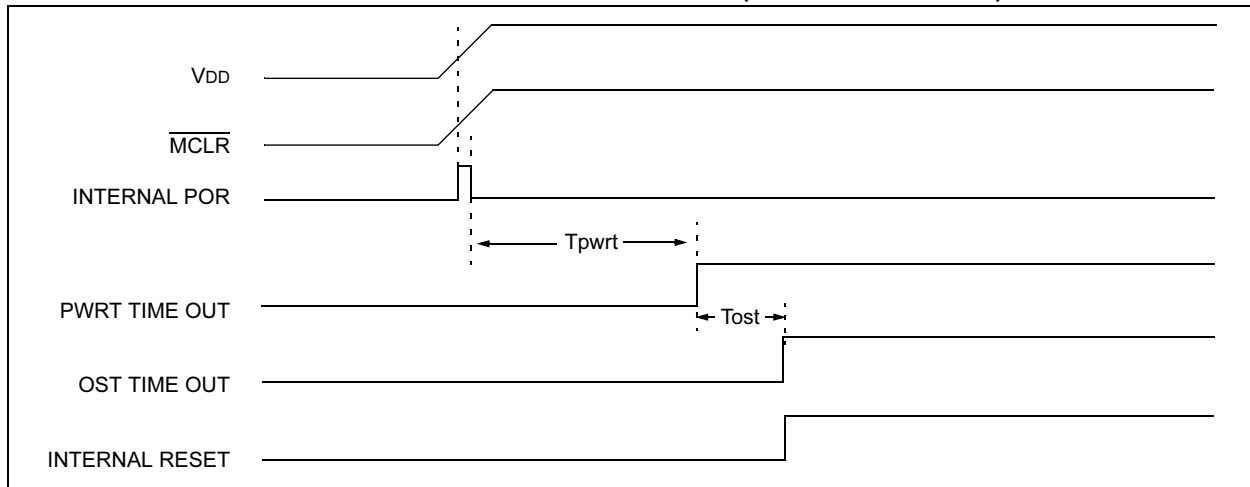 VDD
MCLR
INTERNAL POR
Tpwrt
PWRT TIME OUT
Tost
OST TIME OUT
INTERNAL RESET